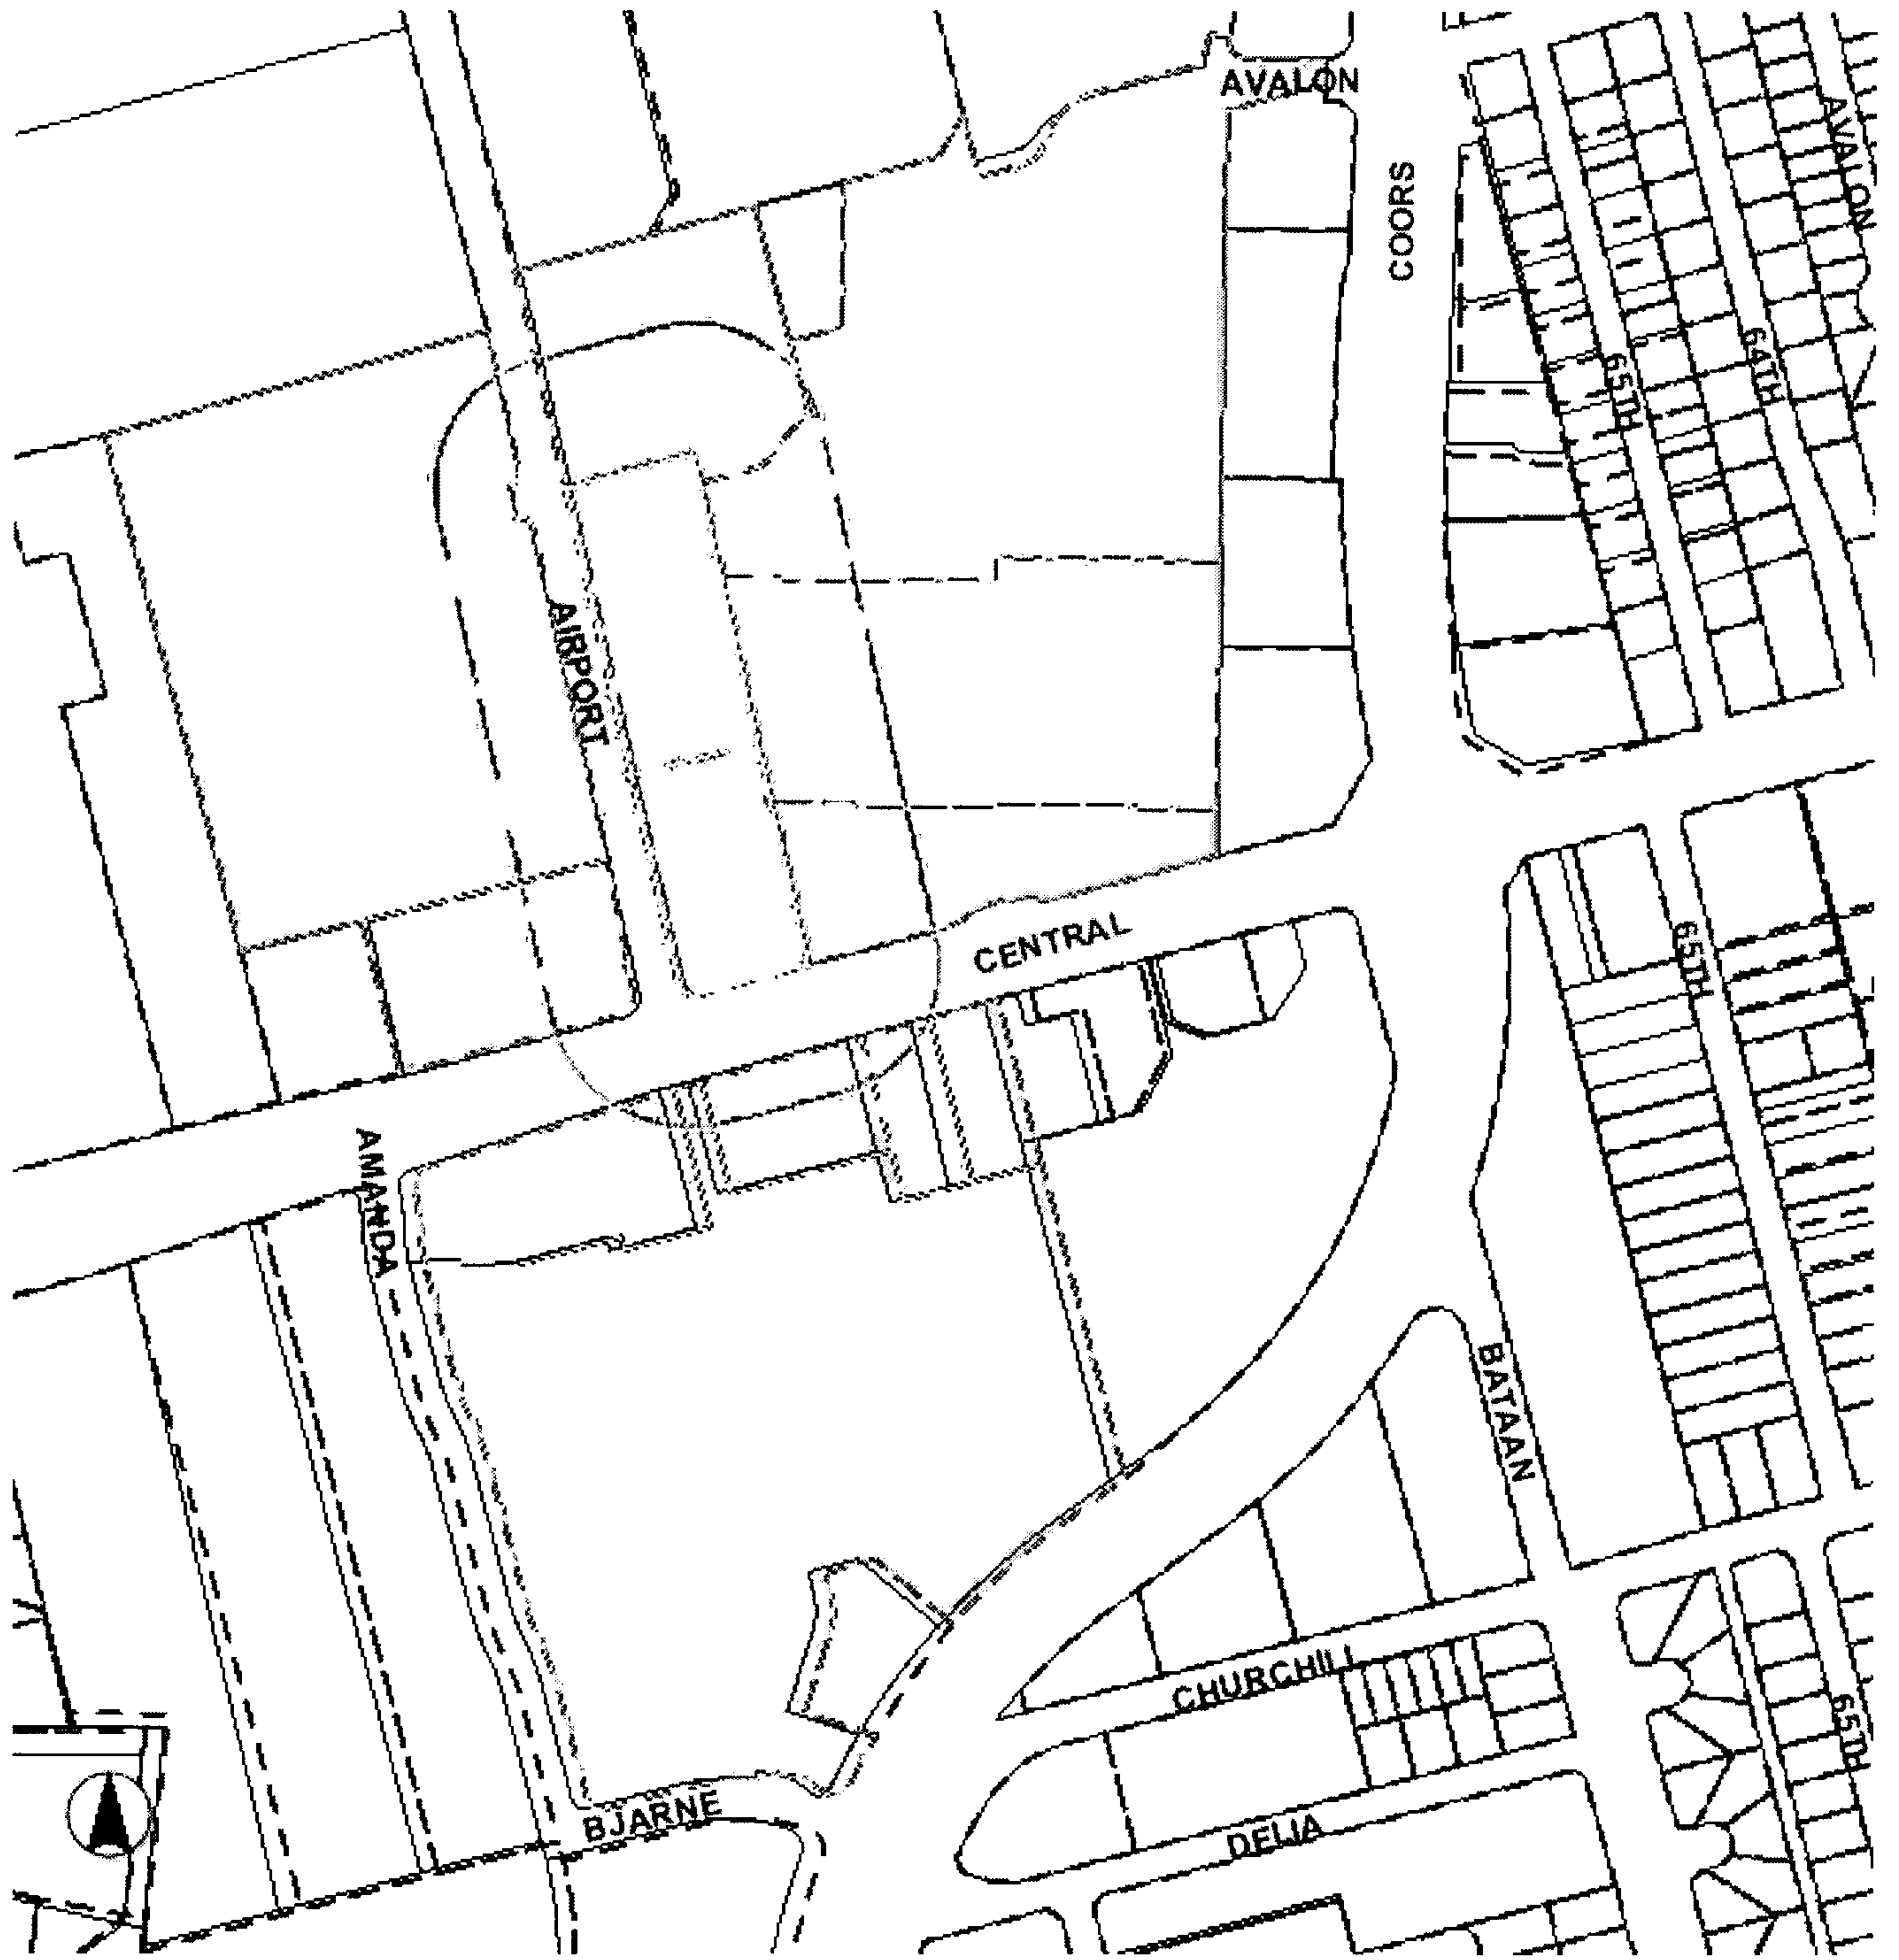 AVALON
AVALON
COORS
65TH
64TH
AIRPORT
CENTRAL
65TH
AMANDA
BATAAN
CHURCHILL
65TH
BJARNE
DELIA